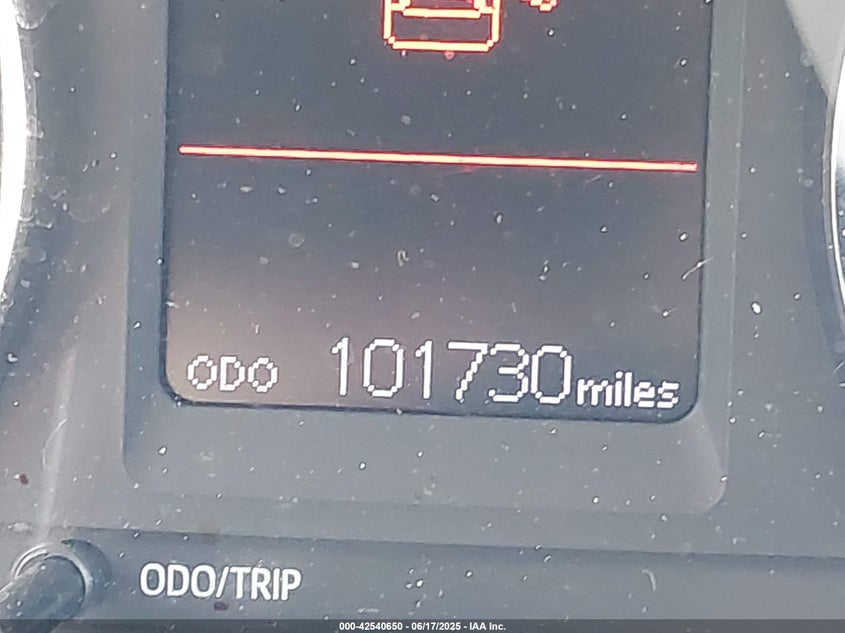 ODO 101730 miles
ODO/TRIP
000-42540650 - 06/17/2025 - IAA Inc.